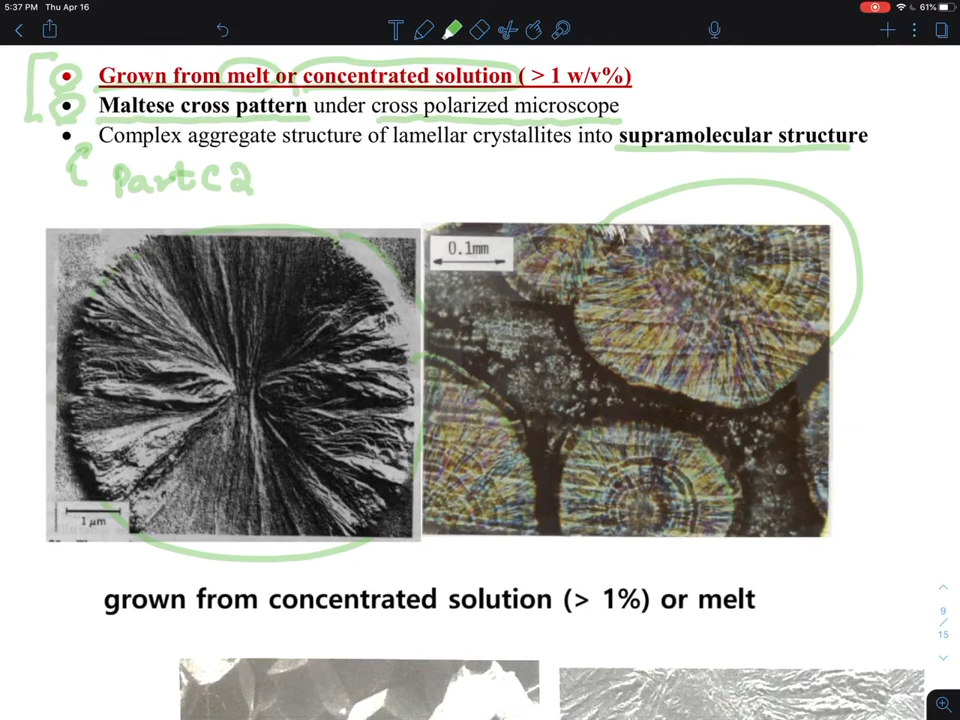 5:37 PM Thu Apr 16 61%
• Grown from melt or concentrated solution ( > 1 w/v%)
• Maltese cross pattern under cross polarized microscope
• Complex aggregate structure of lamellar crystallites into supramolecular structure
Part C 2
0.1mm
1 μm
grown from concentrated solution (> 1%) or melt
9
/
15